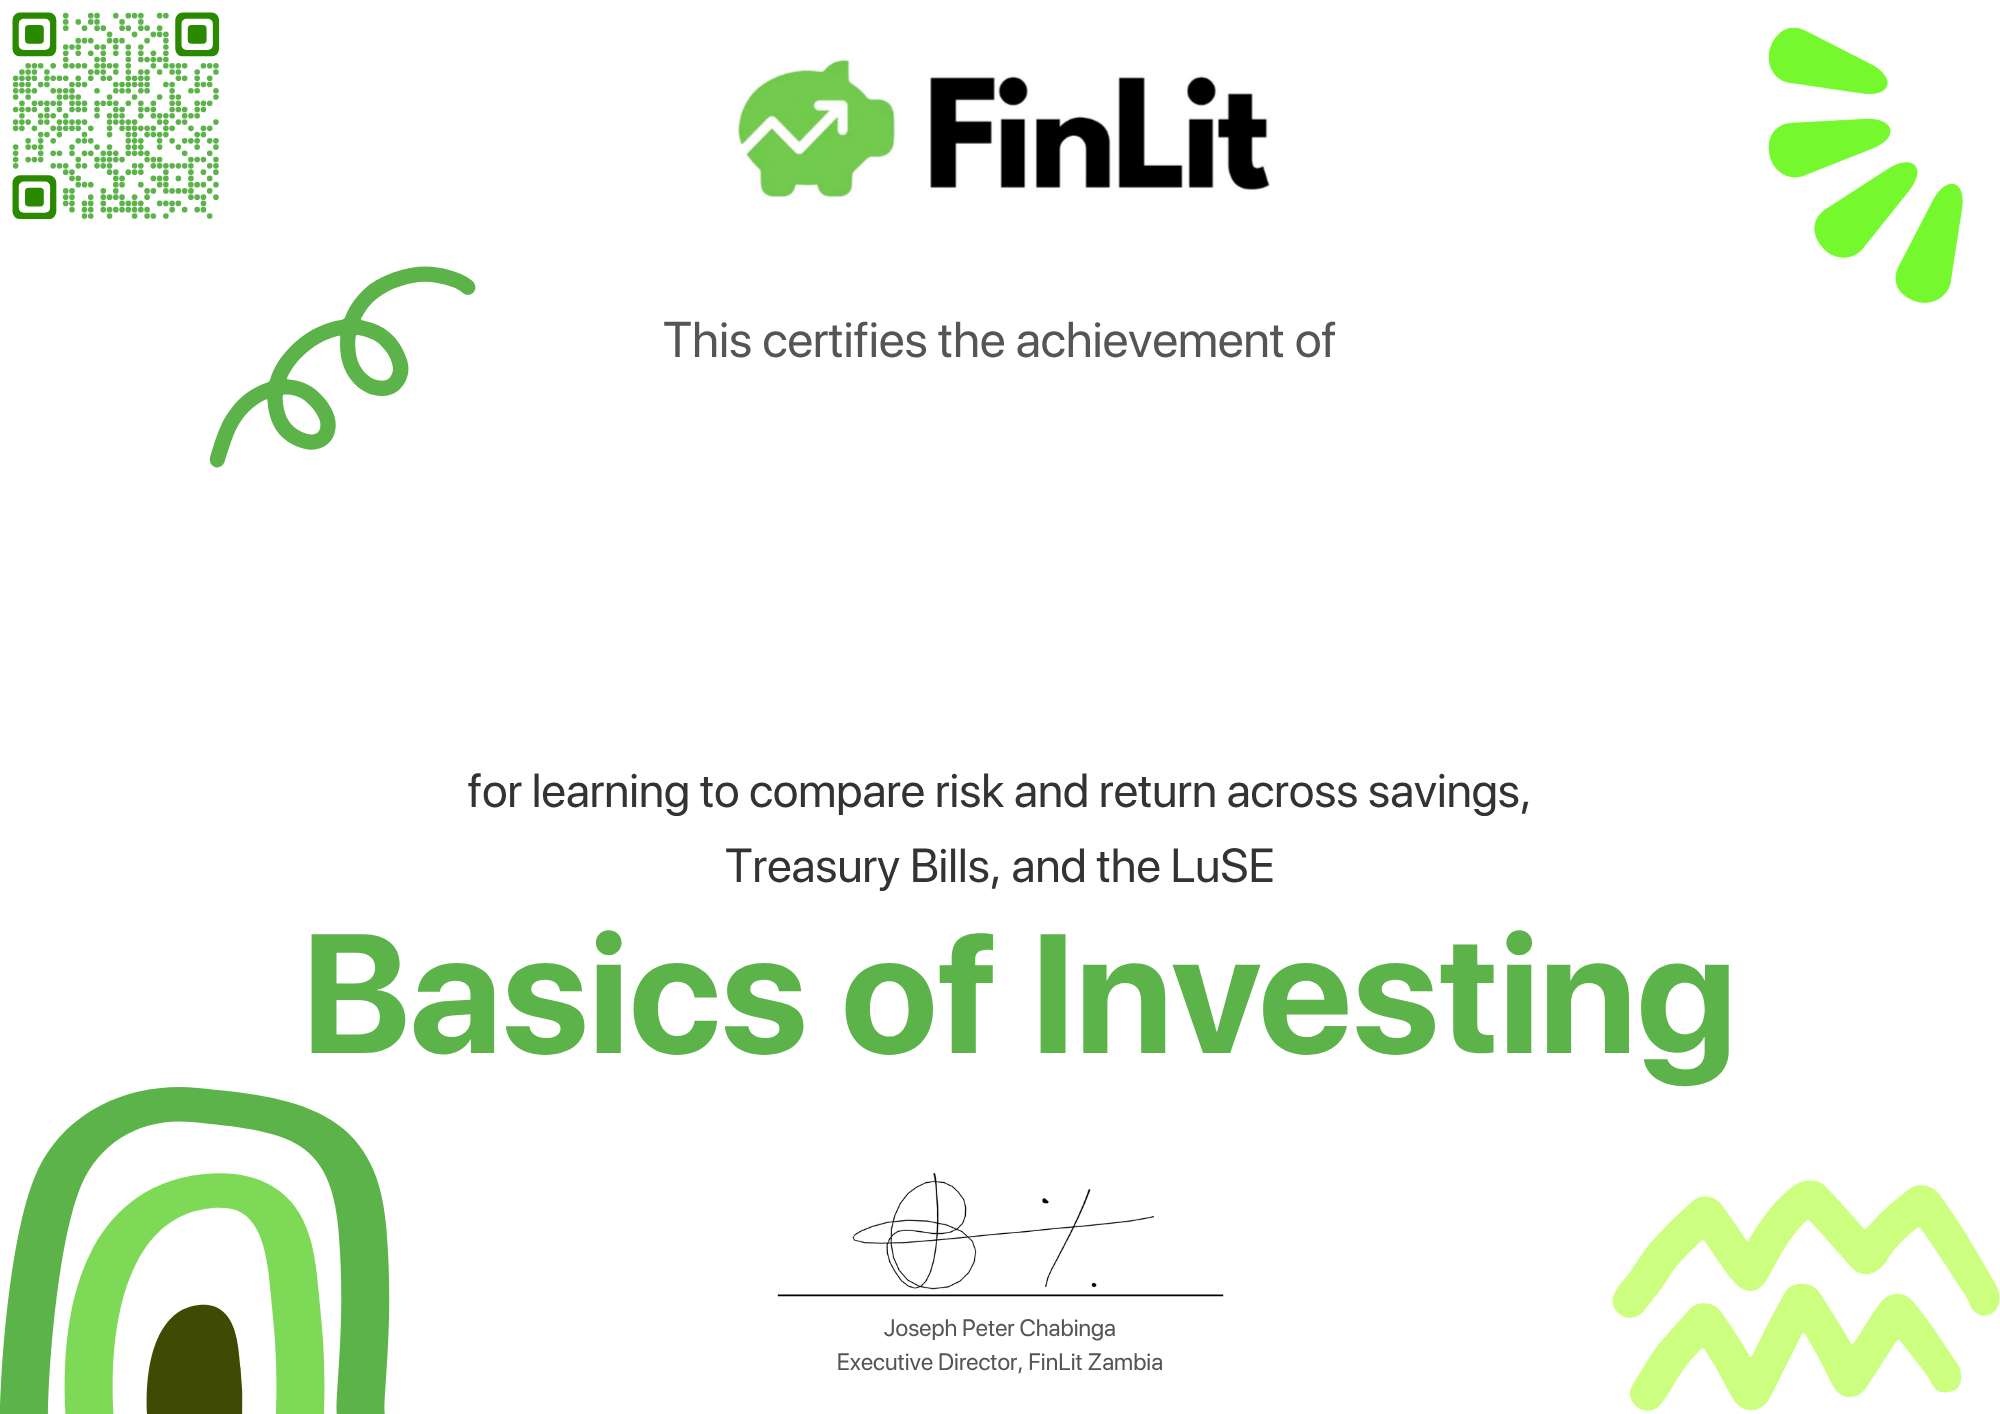 FinLit
This certifies the achievement of
for learning to compare risk and return across savings,
Treasury Bills, and the LuSE
Basics of Investing
Joseph Peter Chabinga
Executive Director, FinLit Zambia